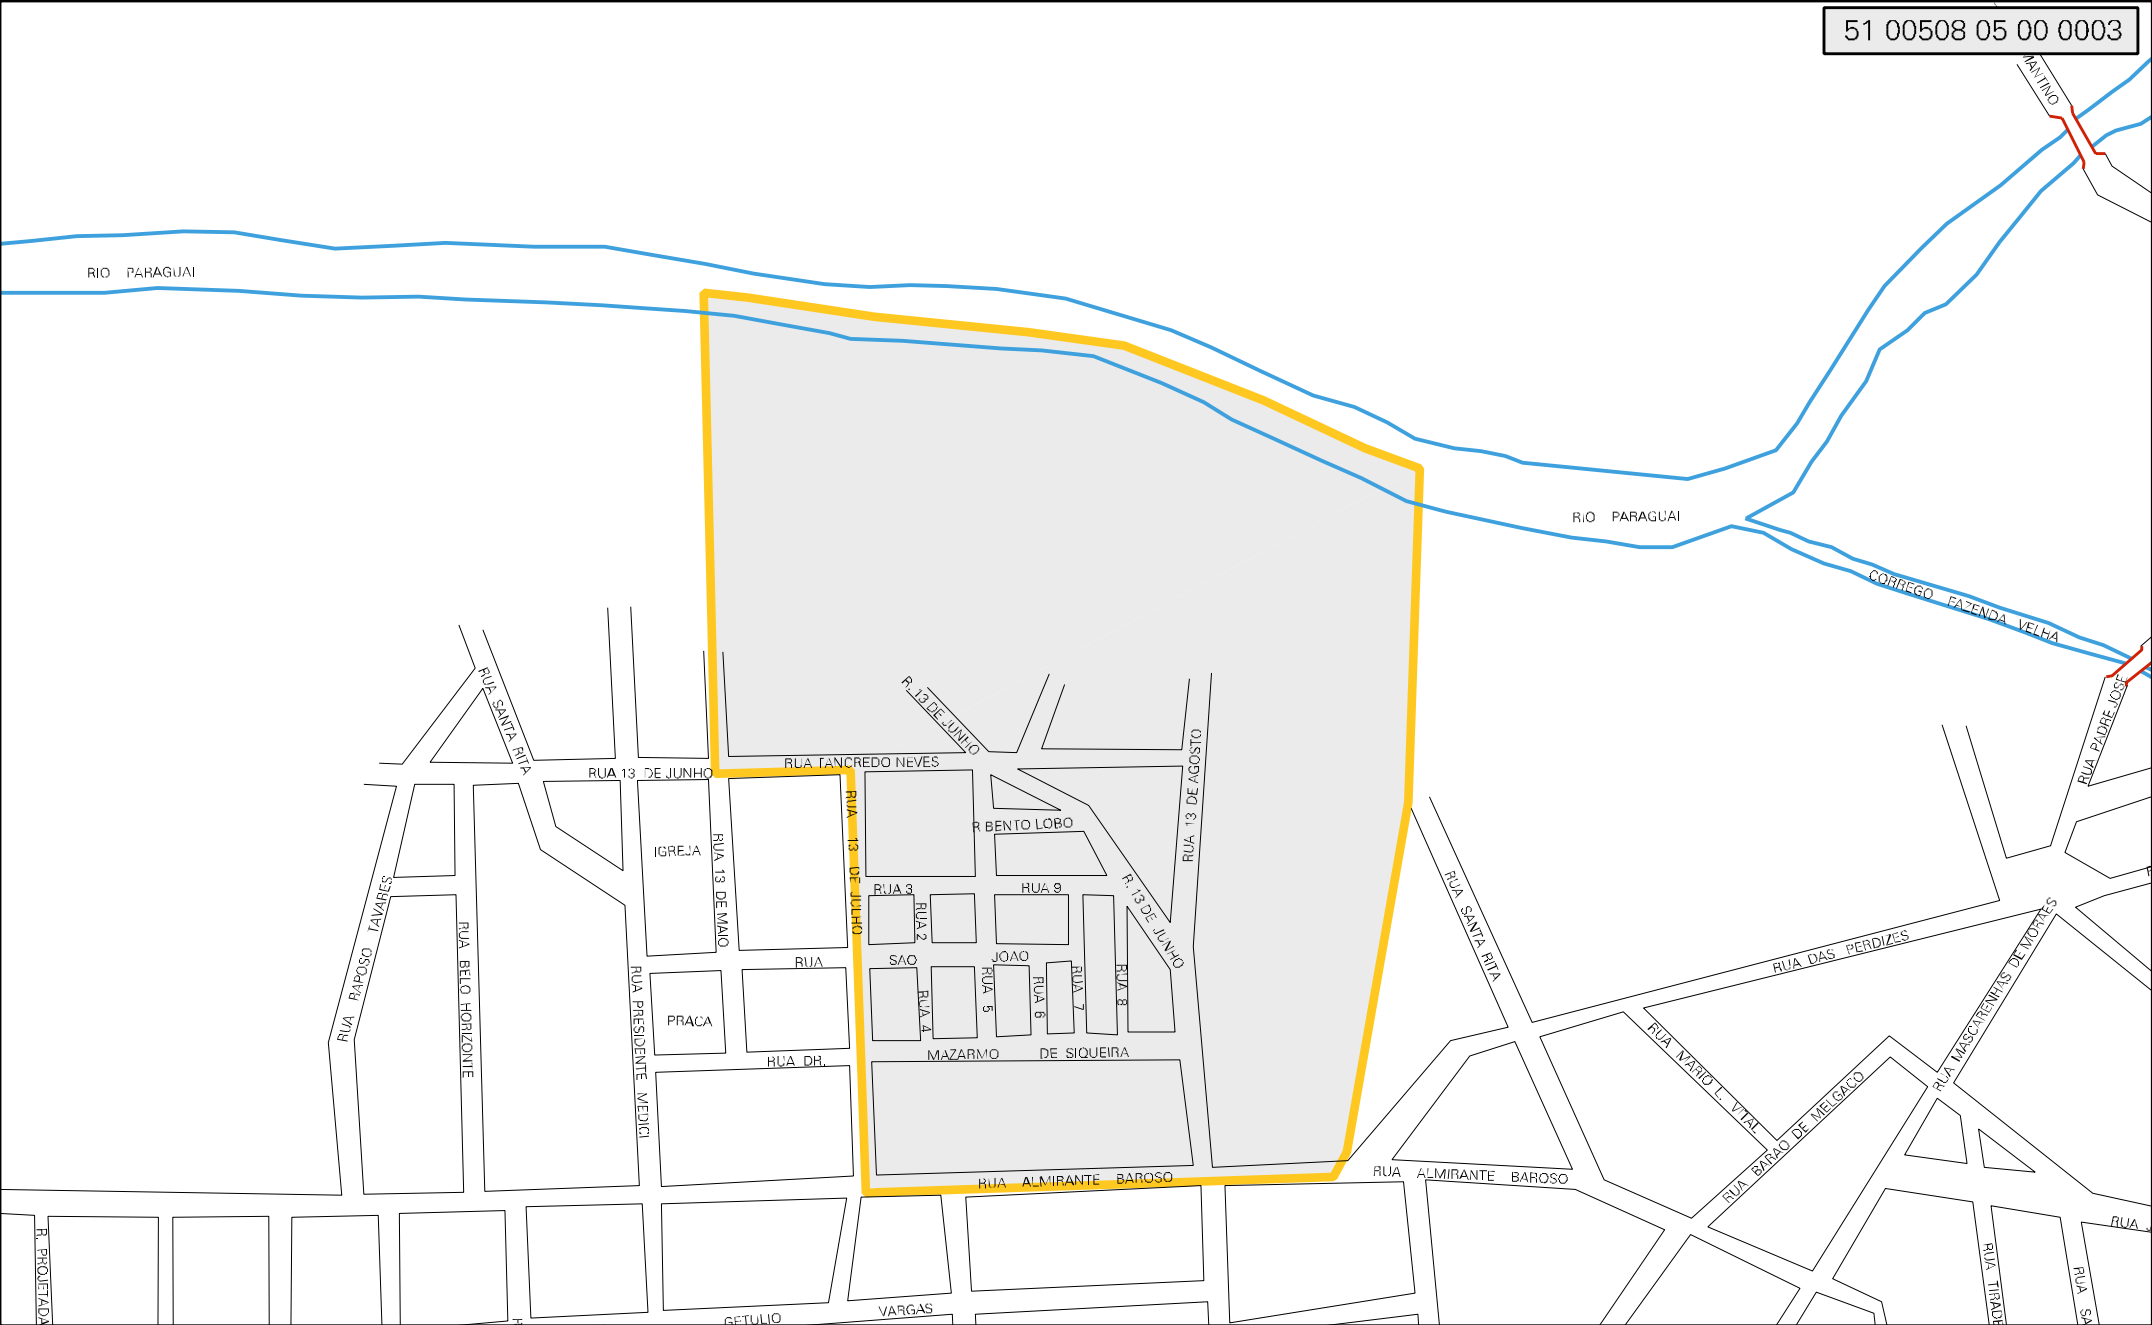 51 00508 05 00 0003
MANTINO
RIO PARAGUAI
RIO PARAGUAI
CORREGO FAZENDA VELHA
RUA PADRE JOSE
RUA SANTA RITA
R. 13 DE JUNHO
RUA TANCREDO NEVES
RUA 13 DE JUNHO
RUA 13 DE AGOSTO
RUA 13 DE JULHO
R BENTO LOBO
IGREJA
RUA 13 DE MAIO
RUA 3
RUA 9
R. 13 DE JUNHO
RUA SANTA RITA
RUA RAPOSO TAVARES
RUA BELO HORIZONTE
RUA 2
RUA SAO JOAO
RUA DAS PERDIZES
RUA MASCARENHAS DE MORAES
RUA PRESIDENTE MEDICI
RUA 4
RUA 5
RUA 6
RUA 7
RUA 8
PRACA
RUA DR. MAZARMO DE SIQUEIRA
RUA MARIO L. VITAL
RUA BARAO DE MELGACO
RUA ALMIRANTE BAROSO
RUA ALMIRANTE BAROSO
R. PROJETADA
RUA TIRADE
RUA SA
RUA J
GETULIO VARGAS